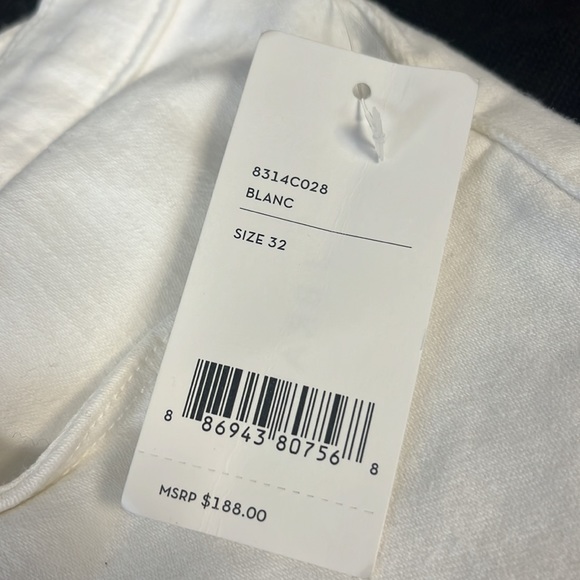 8314C028
BLANC
SIZE 32
8 86943 80756 8
MSRP $188.00